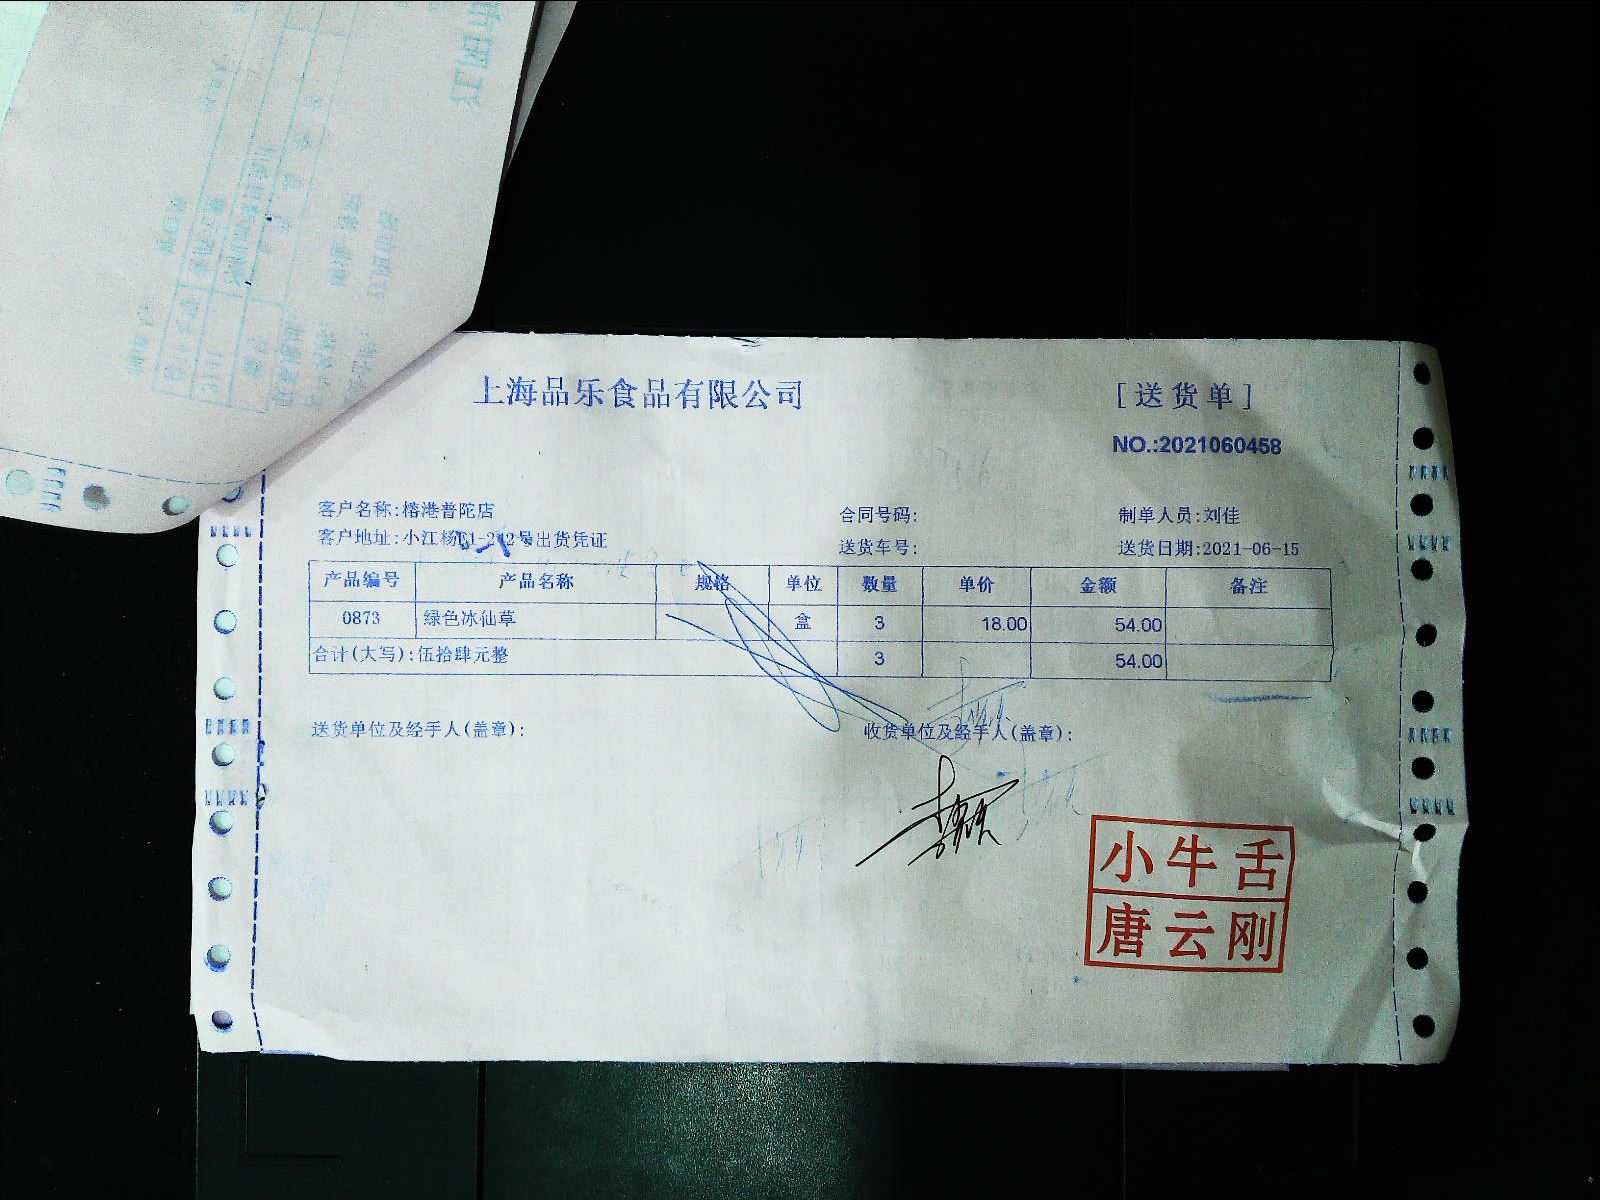 上海品乐食品有限公司
[送货单]
NO.:2021060458
客户名称:榕港普陀店
合同号码:
制单人员:刘佳
客户地址:小江杨 出货凭证
送货车号:
送货日期:2021-06-15
产品编号 产品名称 规格 单位 数量 单价 金额 备注
0873 绿色冰仙草 盒 3 18.00 54.00
合计(大写):伍拾肆元整 3 54.00
送货单位及经手人(盖章):
收货单位及经手人(盖章):
小牛舌
唐云刚